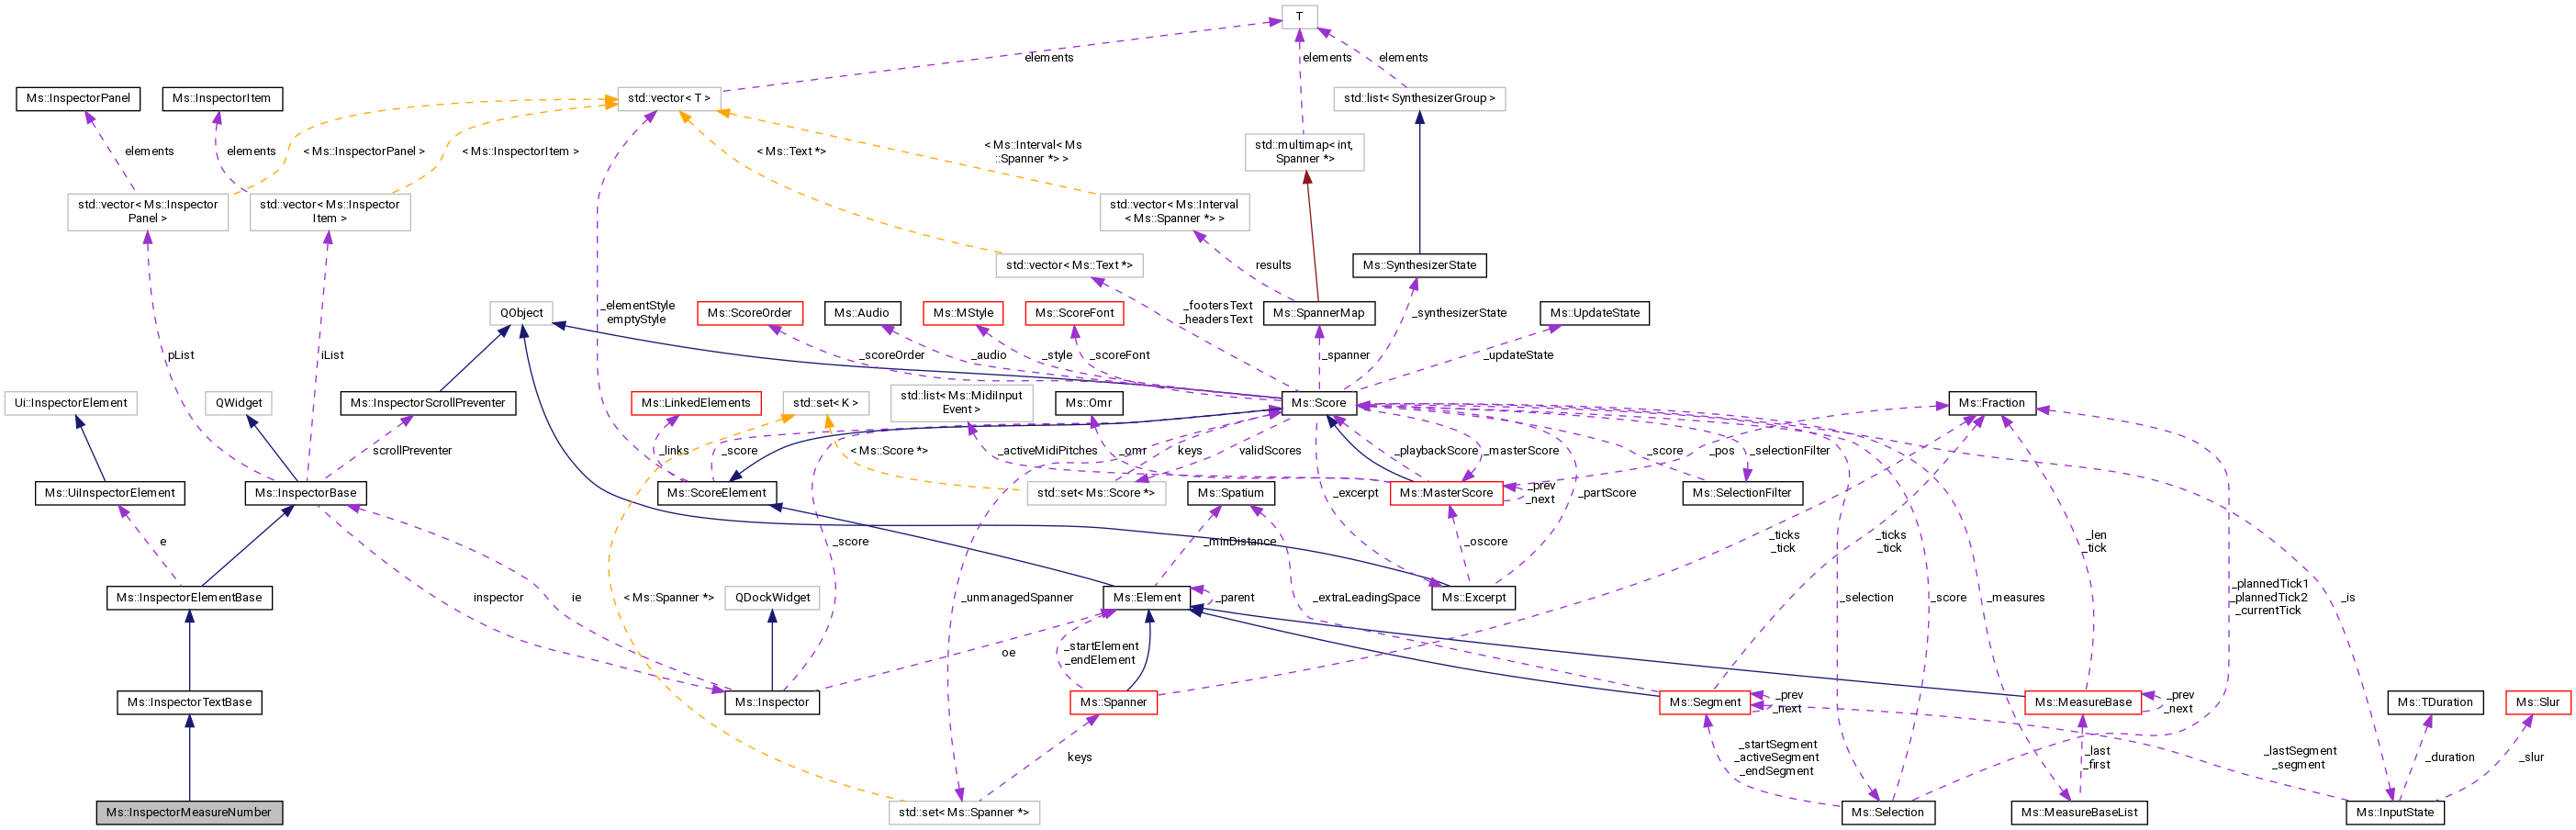 T
elements
elements
elements
Ms::InspectorPanel
Ms::InspectorItem
std::vector< T >
std::list< SynthesizerGroup >
elements
elements
< Ms::InspectorPanel >
< Ms::InspectorItem >
< Ms::Text *>
< Ms::Interval< Ms
::Spanner *> >
std::multimap< int,
Spanner *>
std::vector< Ms::Inspector
Panel >
std::vector< Ms::Inspector
Item >
std::vector< Ms::Interval
< Ms::Spanner *> >
std::vector< Ms::Text *>
results
Ms::SynthesizerState
QObject
_elementStyle
emptyStyle
Ms::ScoreOrder
Ms::Audio
Ms::MStyle
Ms::ScoreFont
_footersText
_headersText
Ms::SpannerMap
_synthesizerState
Ms::UpdateState
pList
iList
_scoreOrder
_audio
_style
_scoreFont
_spanner
_updateState
Ui::InspectorElement
QWidget
Ms::InspectorScrollPreventer
Ms::LinkedElements
std::set< K >
std::list< Ms::MidiInput
Event >
Ms::Omr
Ms::Score
Ms::Fraction
scrollPreventer
_links
_score
< Ms::Score *>
_activeMidiPitches
_omr
keys
validScores
_playbackScore
_masterScore
_score
_pos
_selectionFilter
Ms::UiInspectorElement
Ms::InspectorBase
Ms::ScoreElement
std::set< Ms::Score *>
Ms::Spatium
_excerpt
Ms::MasterScore
_prev
_next
_partScore
Ms::SelectionFilter
e
_score
_minDistance
_oscore
_ticks
_tick
_ticks
_tick
_len
_tick
Ms::InspectorElementBase
inspector
ie
< Ms::Spanner *>
QDockWidget
_unmanagedSpanner
Ms::Element
_parent
_extraLeadingSpace
Ms::Excerpt
_selection
_score
_measures
_plannedTick1
_plannedTick2
_currentTick
_is
oe
_startElement
_endElement
Ms::InspectorTextBase
Ms::Inspector
Ms::Spanner
Ms::Segment
_prev
_next
Ms::MeasureBase
_prev
_next
Ms::TDuration
Ms::Slur
keys
_startSegment
_activeSegment
_endSegment
_last
_first
_lastSegment
_segment
_duration
_slur
Ms::InspectorMeasureNumber
std::set< Ms::Spanner *>
Ms::Selection
Ms::MeasureBaseList
Ms::InputState